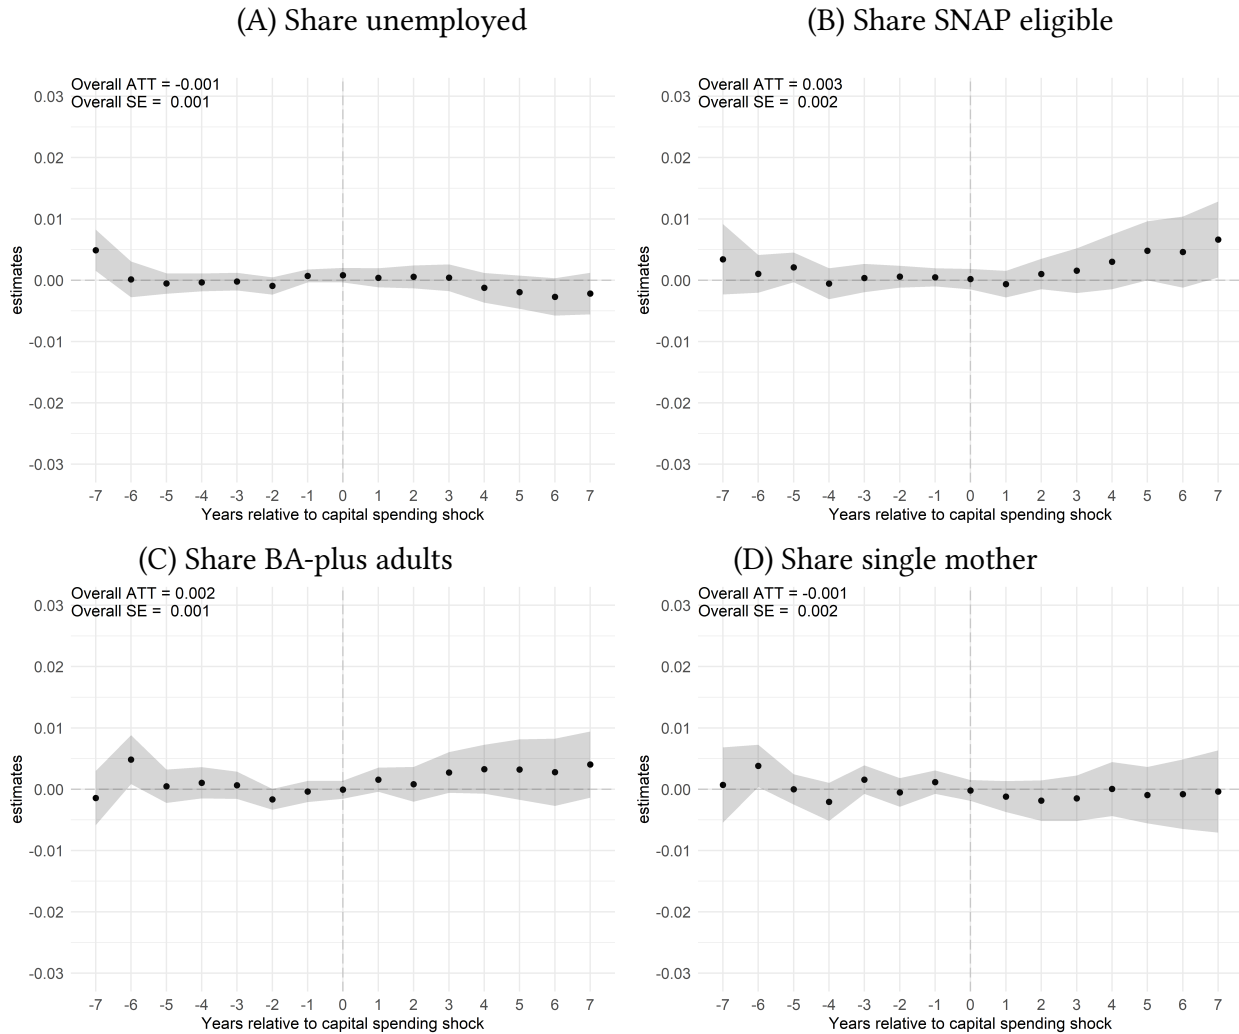 (A) Share unemployed
Overall ATT = -0.001
Overall SE =  0.001
0.03
0.02
0.01
0.00
-0.01
-0.02
-0.03
estimates
-7 -6 -5 -4 -3 -2 -1 0 1 2 3 4 5 6 7
Years relative to capital spending shock
(B) Share SNAP eligible
Overall ATT = 0.003
Overall SE =  0.002
0.03
0.02
0.01
0.00
-0.01
-0.02
-0.03
estimates
-7 -6 -5 -4 -3 -2 -1 0 1 2 3 4 5 6 7
Years relative to capital spending shock
(C) Share BA-plus adults
Overall ATT = 0.002
Overall SE =  0.001
0.03
0.02
0.01
0.00
-0.01
-0.02
-0.03
estimates
-7 -6 -5 -4 -3 -2 -1 0 1 2 3 4 5 6 7
Years relative to capital spending shock
(D) Share single mother
Overall ATT = -0.001
Overall SE =  0.002
0.03
0.02
0.01
0.00
-0.01
-0.02
-0.03
estimates
-7 -6 -5 -4 -3 -2 -1 0 1 2 3 4 5 6 7
Years relative to capital spending shock